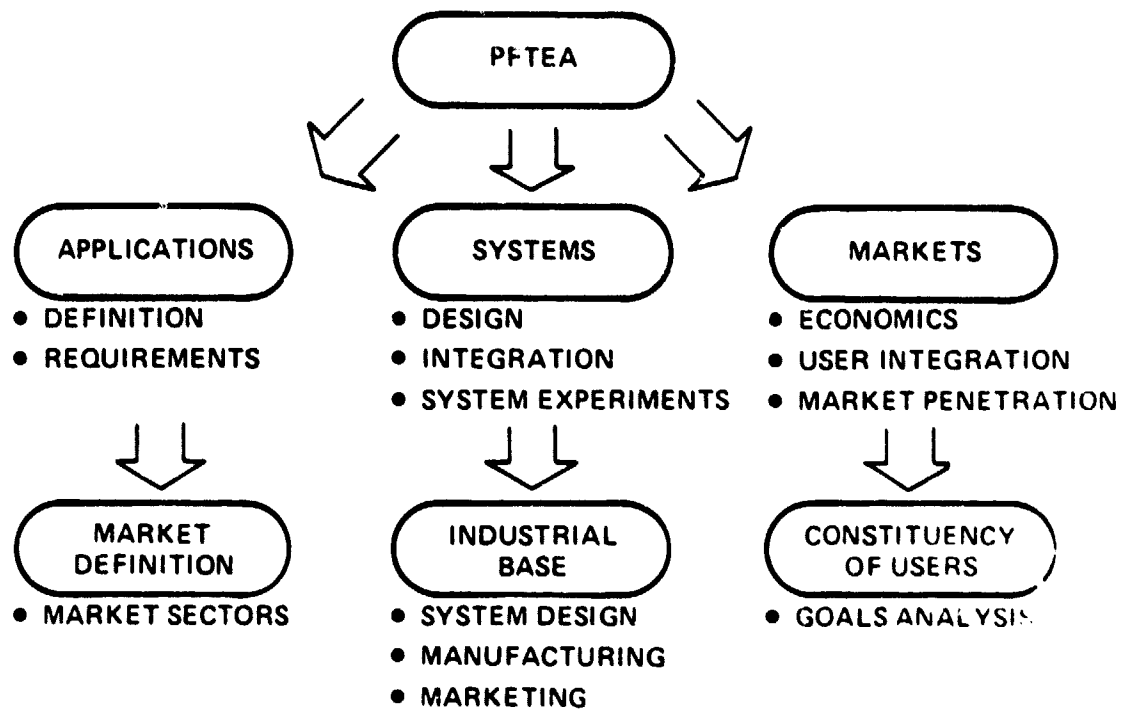 PFTEA
APPLICATIONS
• DEFINITION
• REQUIREMENTS
SYSTEMS
• DESIGN
• INTEGRATION
• SYSTEM EXPERIMENTS
MARKETS
• ECONOMICS
• USER INTEGRATION
• MARKET PENETRATION
MARKET
DEFINITION
• MARKET SECTORS
INDUSTRIAL
BASE
• SYSTEM DESIGN
• MANUFACTURING
• MARKETING
CONSTITUENCY
OF USERS
• GOALS ANALYSIS